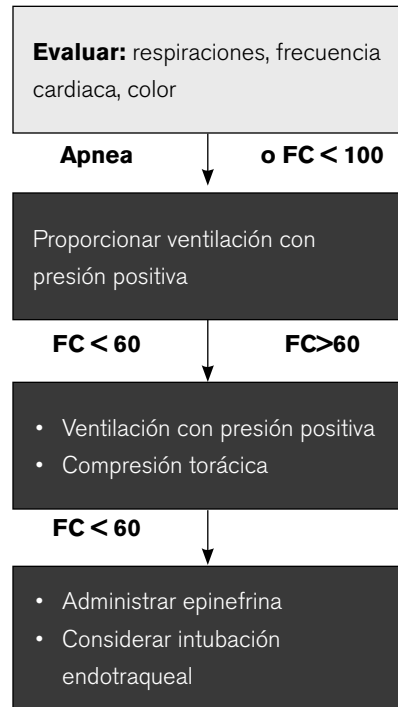 Evaluar: respiraciones, frecuencia
cardiaca, color
Apnea o FC < 100
Proporcionar ventilación con
presión positiva
FC < 60 FC>60
• Ventilación con presión positiva
• Compresión torácica
FC < 60
• Administrar epinefrina
• Considerar intubación
endotraqueal